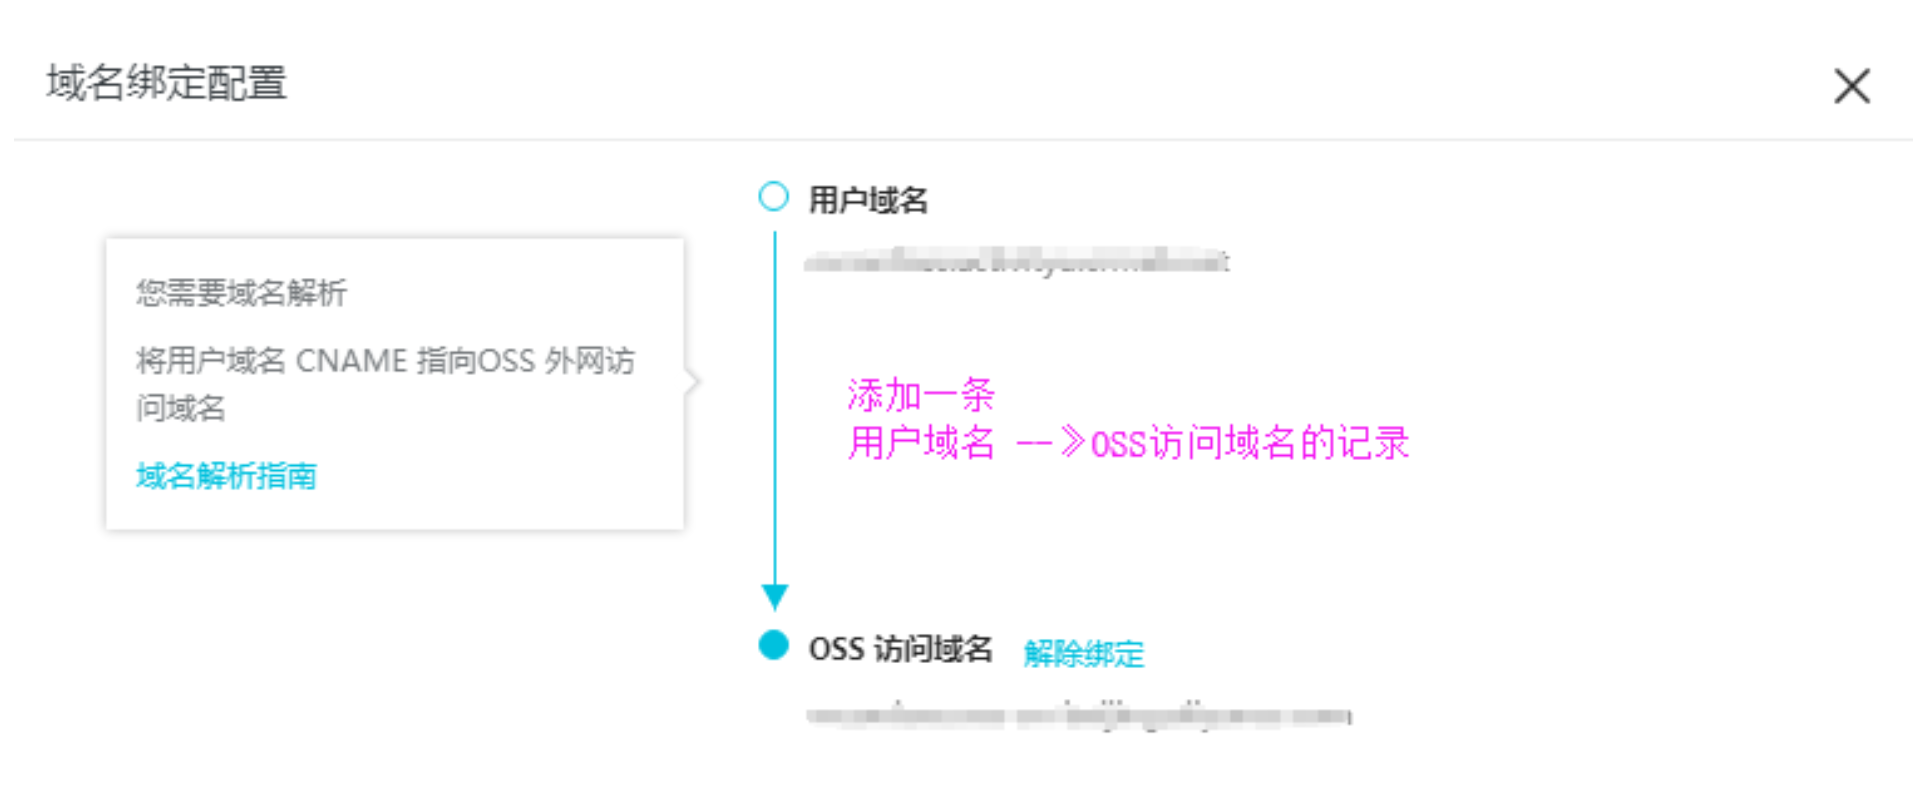 域名绑定配置
用户域名
您需要域名解析
将用户域名 CNAME 指向OSS 外网访
问域名
域名解析指南
添加一条
用户域名 --》OSS访问域名的记录
OSS 访问域名 解除绑定